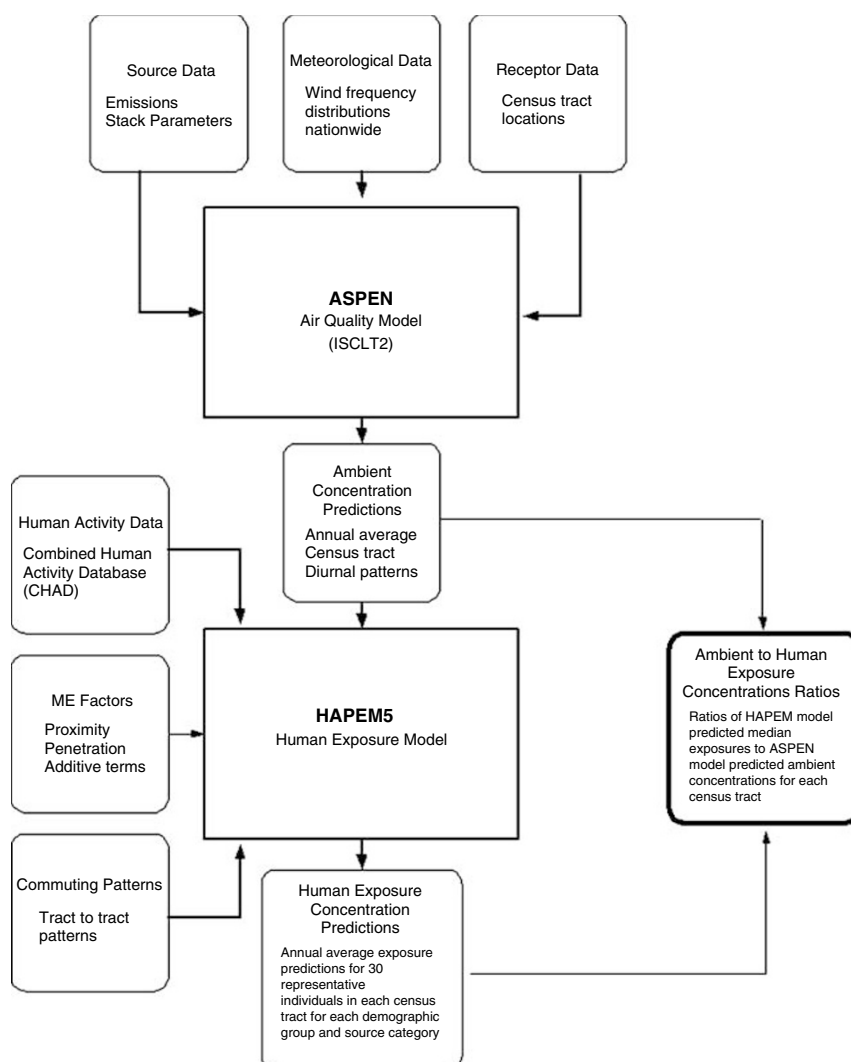 Source Data
Emissions
Stack Parameters
Meteorological Data
Wind frequency
distributions
nationwide
Receptor Data
Census tract
locations
ASPEN
Air Quality Model
(ISCLT2)
Ambient
Concentration
Predictions
Annual average
Census tract
Diurnal patterns
Human Activity Data
Combined Human
Activity Database
(CHAD)
ME Factors
Proximity
Penetration
Additive terms
HAPEM5
Human Exposure Model
Ambient to Human
Exposure
Concentrations Ratios
Ratios of HAPEM model
predicted median
exposures to ASPEN
model predicted ambient
concentrations for each
census tract
Commuting Patterns
Tract to tract
patterns
Human Exposure
Concentration
Predictions
Annual average exposure
predictions for 30
representative
individuals in each census
tract for each demographic
group and source category